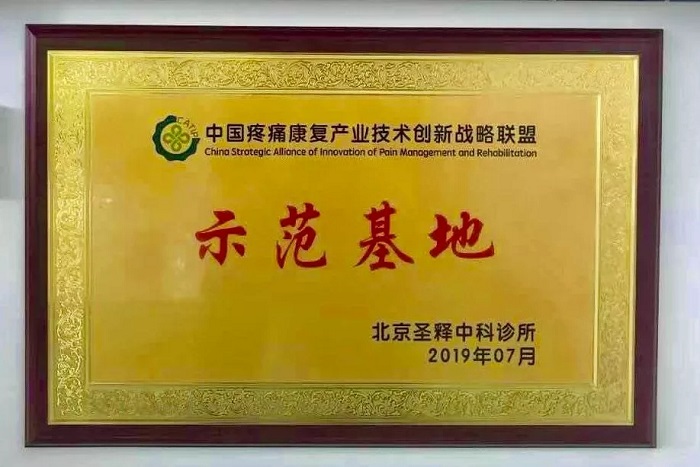 中国疼痛康复产业技术创新战略联盟
China Strategic Alliance of Innovation of Pain Management and Rehabilitation
示范基地
北京圣释中科诊所
2019年07月